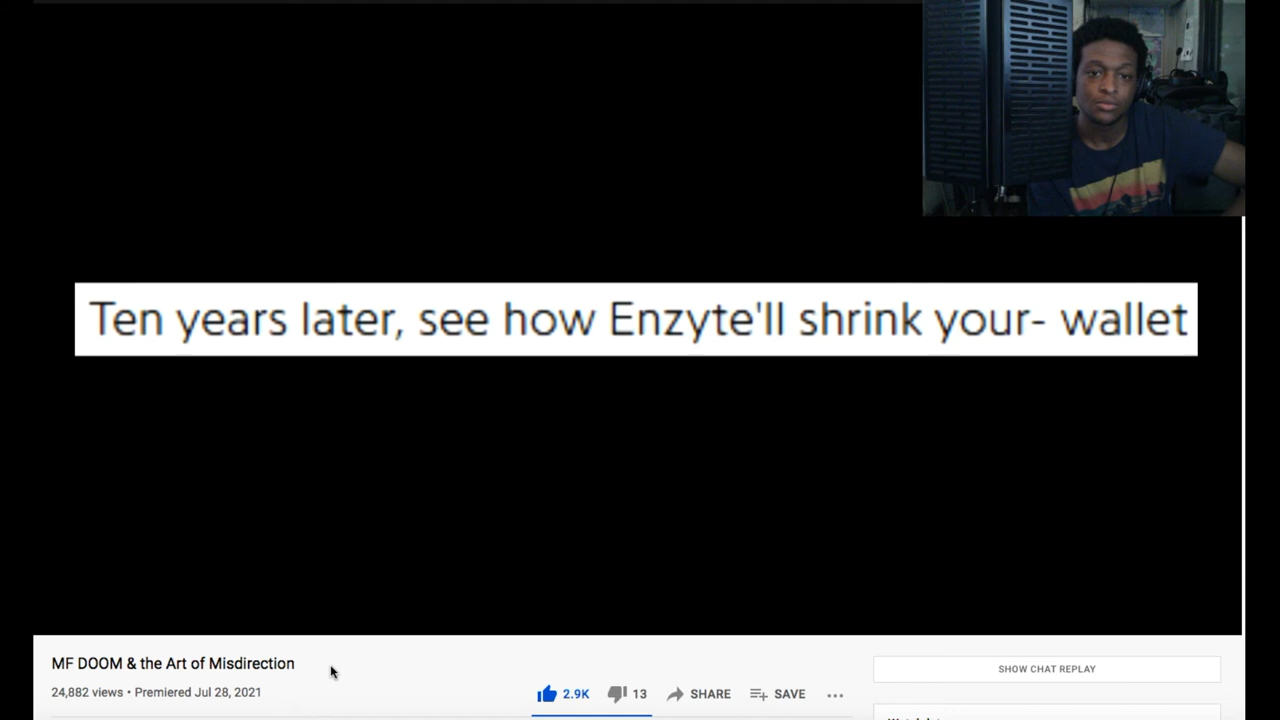 Ten years later, see how Enzyte'll shrink your- wallet
MF DOOM & the Art of Misdirection
24,882 views • Premiered Jul 28, 2021
2.9K 13 SHARE SAVE
SHOW CHAT REPLAY